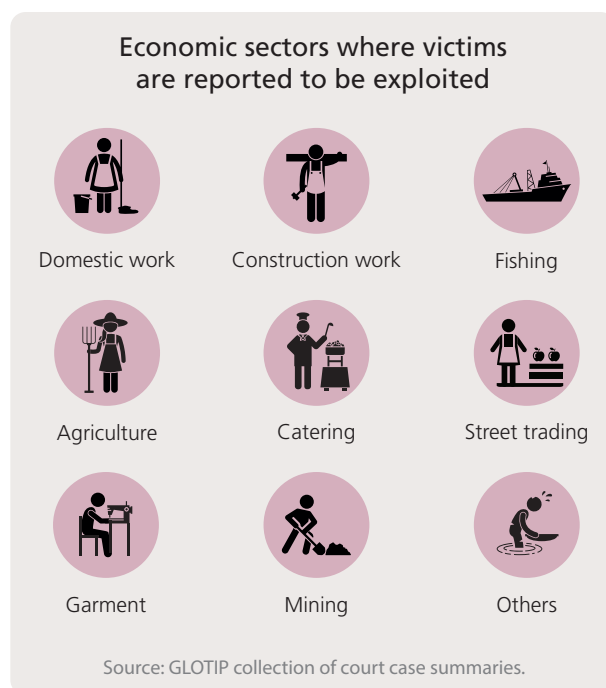 Economic sectors where victims
are reported to be exploited
Domestic work
Construction work
Fishing
Agriculture
Catering
Street trading
Garment
Mining
Others
Source: GLOTIP collection of court case summaries.